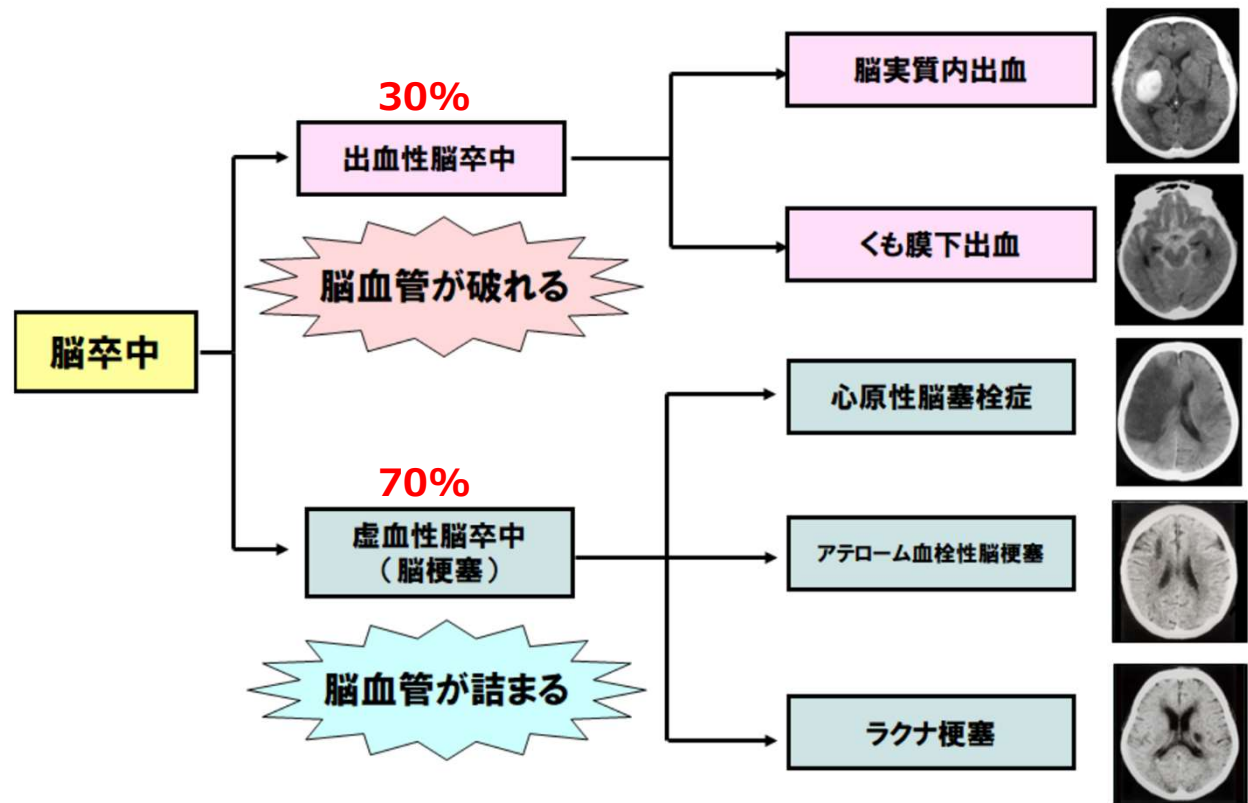 脳卒中
30%
出血性脳卒中
脳血管が破れる
脳実質内出血
くも膜下出血
70%
虚血性脳卒中
(脳梗塞)
脳血管が詰まる
心原性脳塞栓症
アテローム血栓性脳梗塞
ラクナ梗塞